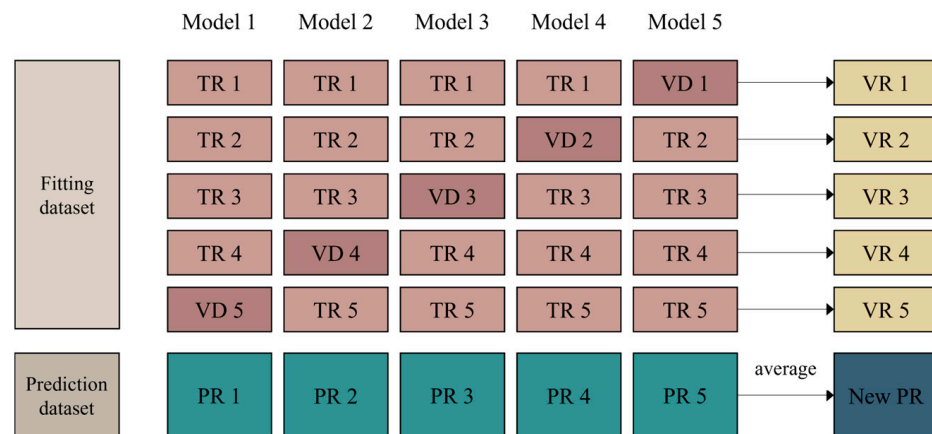 Model 1 Model 2 Model 3 Model 4 Model 5
TR 1 TR 1 TR 1 TR 1 VD 1 VR 1
TR 2 TR 2 TR 2 VD 2 TR 2 VR 2
Fitting
dataset
TR 3 TR 3 VD 3 TR 3 TR 3 VR 3
TR 4 VD 4 TR 4 TR 4 TR 4 VR 4
VD 5 TR 5 TR 5 TR 5 TR 5 VR 5
Prediction
dataset
PR 1 PR 2 PR 3 PR 4 PR 5 average New PR